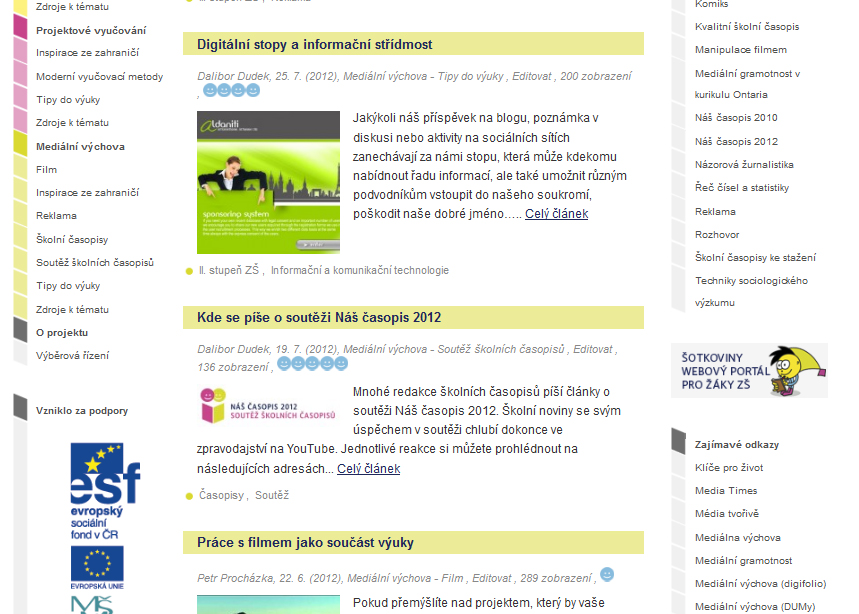 Zdroje k tématu
Projektové vyučování
Inspirace ze zahraničí
Moderní vyučovací metody
Tipy do výuky
Zdroje k tématu
Mediální výchova
Film
Inspirace ze zahraničí
Reklama
Školní časopisy
Soutěž školních časopisů
Tipy do výuky
Zdroje k tématu
O projektu
Výběrová řízení
Vzniklo za podpory
esf
evropský
sociální
fond v ČR
EVROPSKÁ UNIE
Digitální stopy a informační střídmost
Dalibor Dudek, 25. 7. (2012), Mediální výchova - Tipy do výuky , Editovat , 200 zobrazení
,
aldaniti
sponsoring system
Jakýkoli náš příspěvek na blogu, poznámka v
diskusi nebo aktivity na sociálních sítích
zanechávají za námi stopu, která může kdekomu
nabídnout řadu informací, ale také umožnit různým
podvodníkům vstoupit do našeho soukromí,
poškodit naše dobré jméno….. Celý článek
II. stupeň ZŠ , Informační a komunikační technologie
Kde se píše o soutěži Náš časopis 2012
Dalibor Dudek, 19. 7. (2012), Mediální výchova - Soutěž školních časopisů , Editovat ,
136 zobrazení ,
NÁŠ ČASOPIS 2012
SOUTĚŽ ŠKOLNÍCH ČASOPISŮ
Mnohé redakce školních časopisů píší články o
soutěži Náš časopis 2012. Školní noviny se svým
úspěchem v soutěži chlubí dokonce ve
zpravodajství na YouTube. Jednotlivé reakce si můžete prohlédnout na
následujících adresách... Celý článek
Časopisy , Soutěž
Práce s filmem jako součást výuky
Petr Procházka, 22. 6. (2012), Mediální výchova - Film , Editovat , 289 zobrazení ,
Pokud přemýšlíte nad projektem, který by vaše
Komiks
Kvalitní školní časopis
Manipulace filmem
Mediální gramotnost v
kurikulu Ontaria
Náš časopis 2010
Náš časopis 2012
Názorová žurnalistika
Řeč čísel a statistiky
Reklama
Rozhovor
Školní časopisy ke stažení
Techniky sociologického
výzkumu
ŠOTKOVINY
WEBOVÝ PORTÁL
PRO ŽÁKY ZŠ
Zajímavé odkazy
Klíče pro život
Media Times
Média tvořivě
Mediálna výchova
Mediální gramotnost
Mediální výchova (digifolio)
Mediální výchova (DUMy)